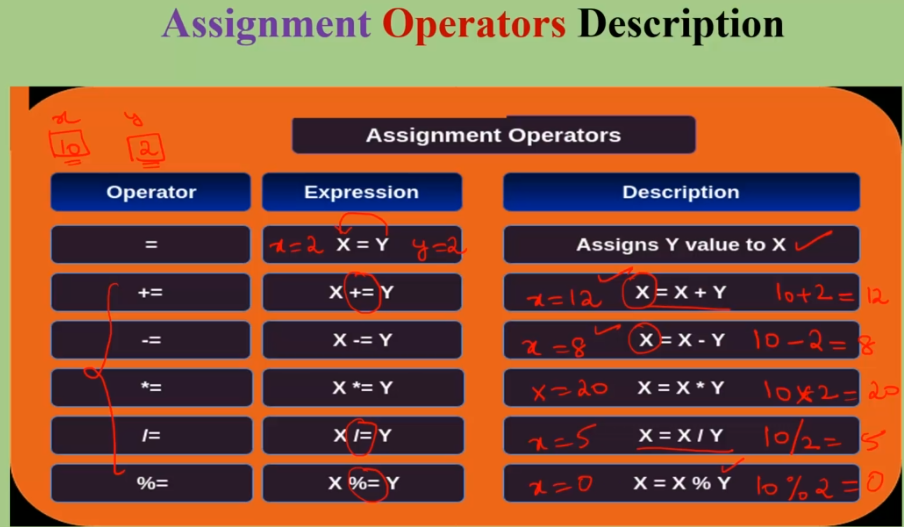 Assignment Operators Description
x y
10 2
Assignment Operators
Operator Expression Description
= x=2 X = Y y=2 Assigns Y value to X
+= X += Y x=12 X = X + Y 10+2=12
-= X -= Y x=8 X = X - Y 10-2=8
*= X *= Y x=20 X = X * Y 10*2=20
/= X /= Y x=5 X = X / Y 10/2=5
%= X %= Y x=0 X = X % Y 10%2=0